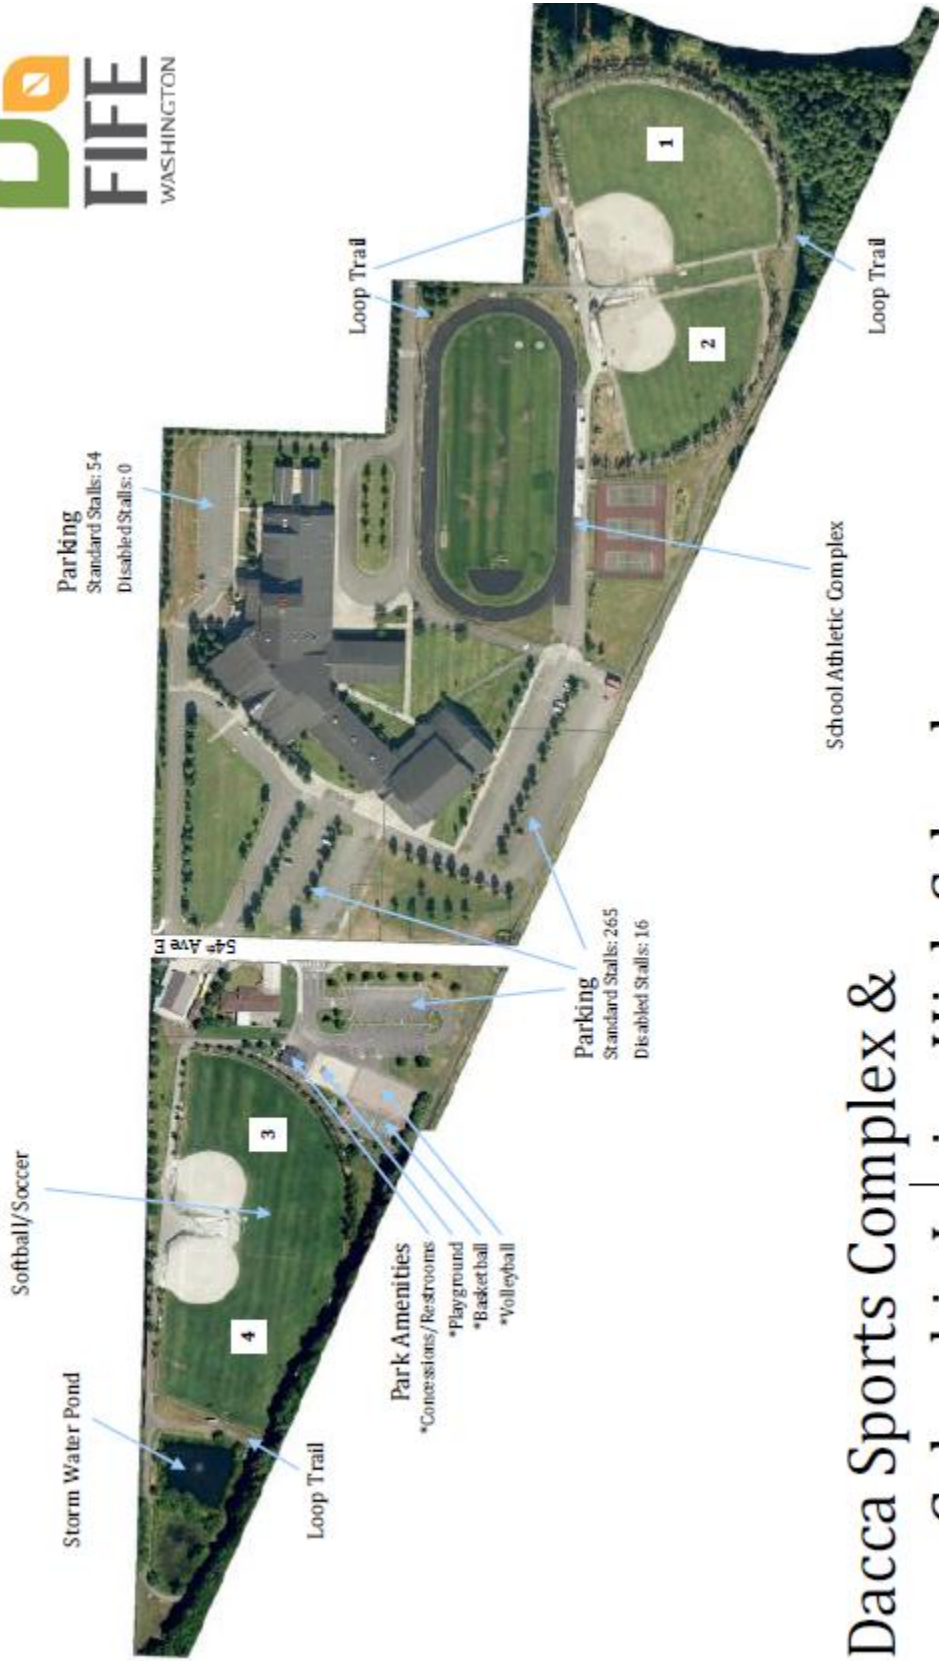 FIFE
WASHINGTON
Softball/Soccer
Storm Water Pond
Loop Trail
Park Amenities
*Concessions/Restrooms
*Playground
*Basketball
*Volleyball
4
3
54th Ave E
Parking
Standard Stalls: 265
Disabled Stalls: 16
Parking
Standard Stalls: 54
Disabled Stalls: 0
Loop Trail
School Athletic Complex
2
1
Loop Trail
Dacca Sports Complex &